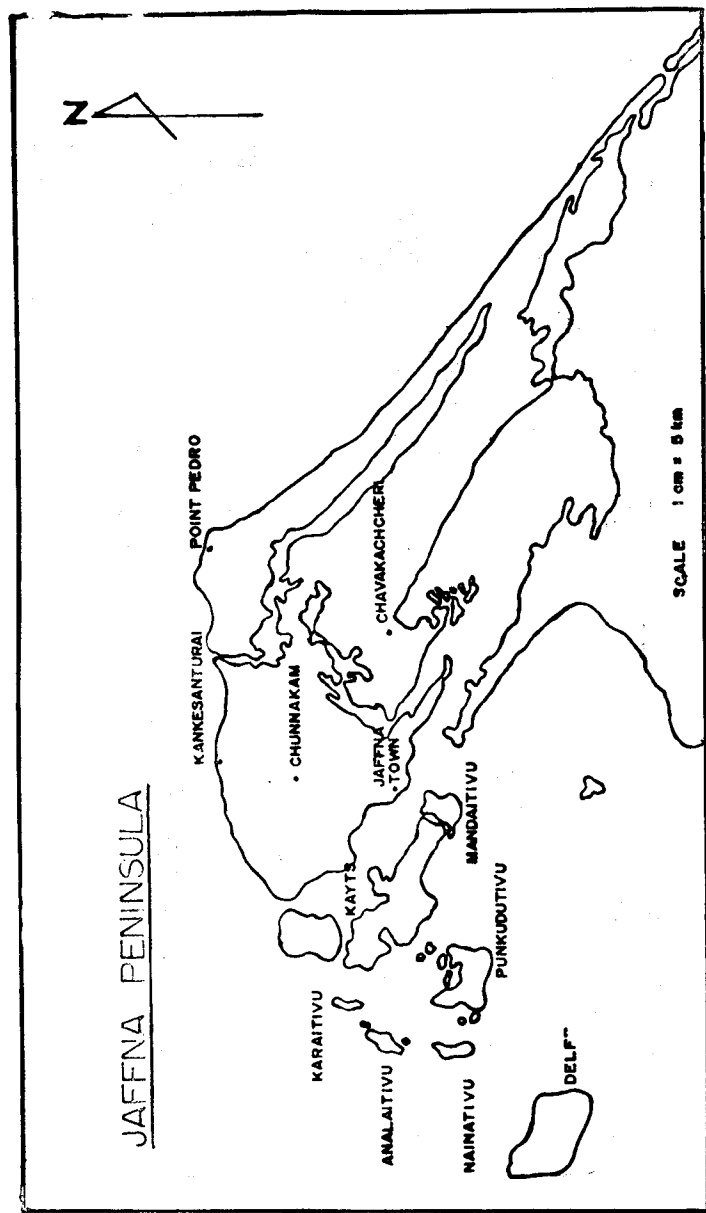 JAFFNA PENINSULA
N
POINT PEDRO
KANKESANTURAI
CHUNNAKAM
CHAVAKACHCHERI
JAFFNA
TOWN
KAYTS
MANDAITIVU
KARAITIVU
ANALAITIVU
PUNKUDUTIVU
NAINATIVU
SCALE 1 cm = 5 km